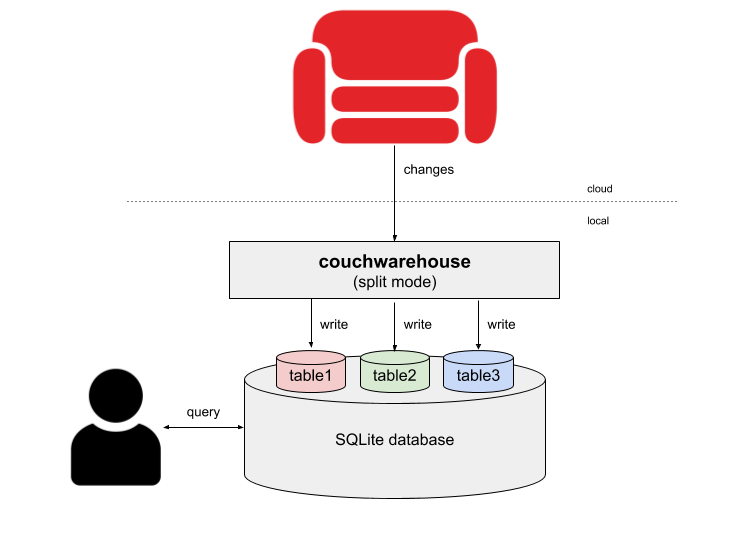 changes
cloud
local
couchwarehouse
(split mode)
write
write
write
table1
table2
table3
query
SQLite database